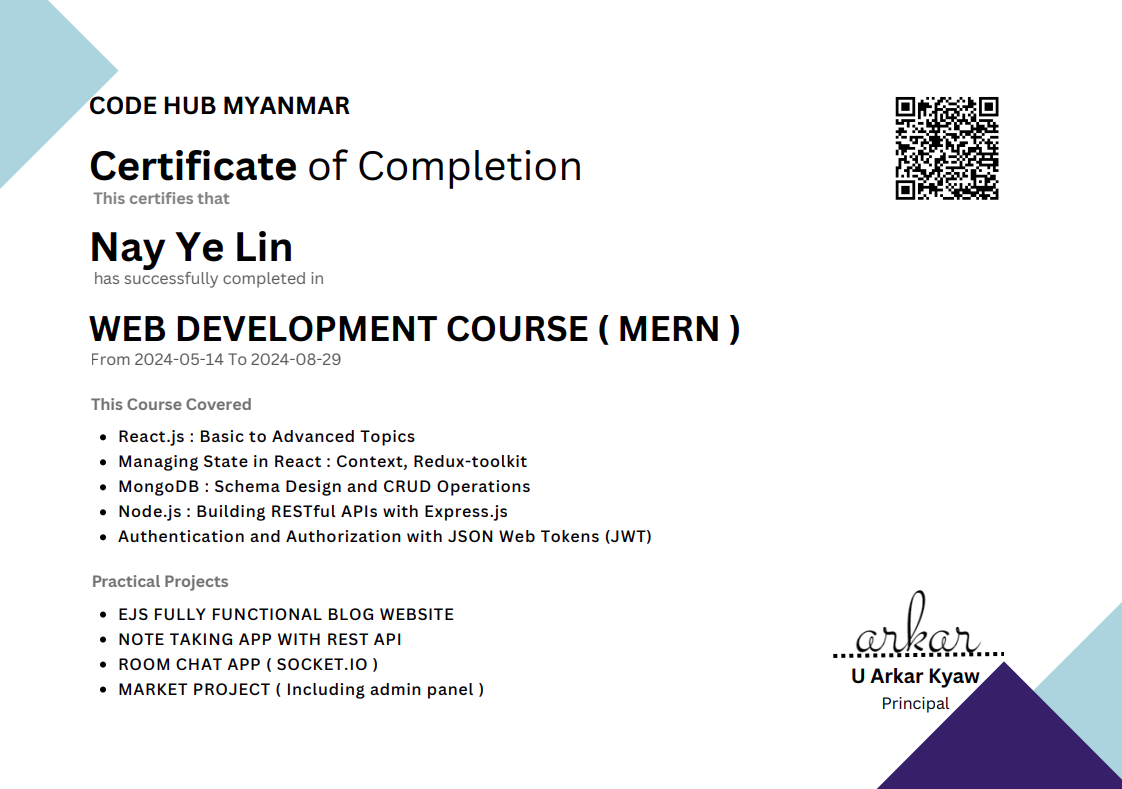 CODE HUB MYANMAR
Certificate of Completion
This certifies that
Nay Ye Lin
has successfully completed in
WEB DEVELOPMENT COURSE ( MERN )
From 2024-05-14 To 2024-08-29
This Course Covered
• React.js : Basic to Advanced Topics
• Managing State in React : Context, Redux-toolkit
• MongoDB : Schema Design and CRUD Operations
• Node.js : Building RESTful APIs with Express.js
• Authentication and Authorization with JSON Web Tokens (JWT)
Practical Projects
• EJS FULLY FUNCTIONAL BLOG WEBSITE
• NOTE TAKING APP WITH REST API
• ROOM CHAT APP ( SOCKET.IO )
• MARKET PROJECT ( Including admin panel )
arkar
U Arkar Kyaw
Principal